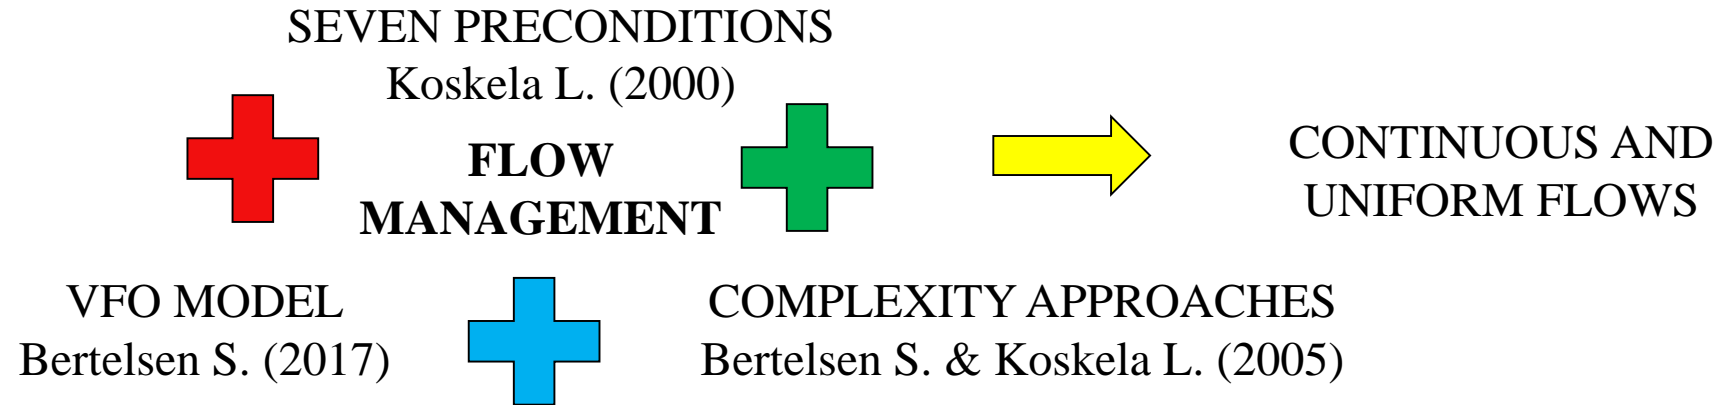 SEVEN PRECONDITIONS
Koskela L. (2000)
FLOW
MANAGEMENT
CONTINUOUS AND
UNIFORM FLOWS
VFO MODEL
Bertelsen S. (2017)
COMPLEXITY APPROACHES
Bertelsen S. & Koskela L. (2005)